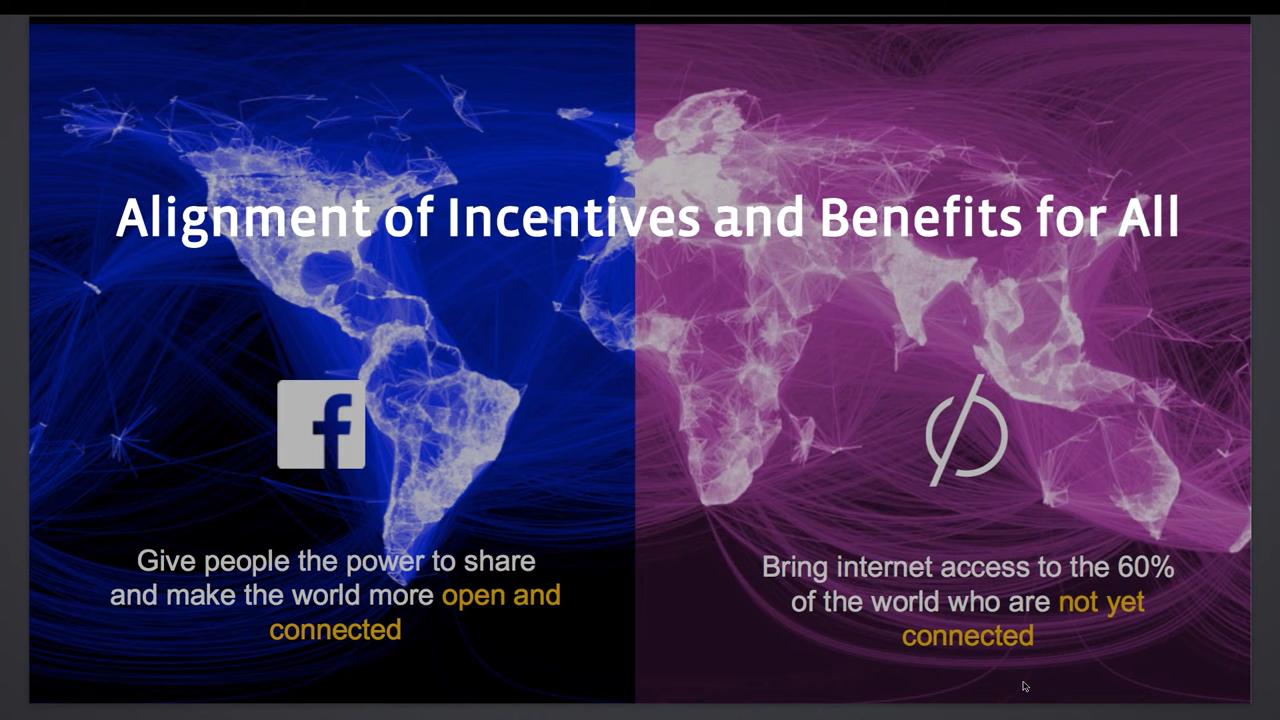 Alignment of Incentives and Benefits for All
f
Give people the power to share
and make the world more open and
connected
Bring internet access to the 60%
of the world who are not yet
connected